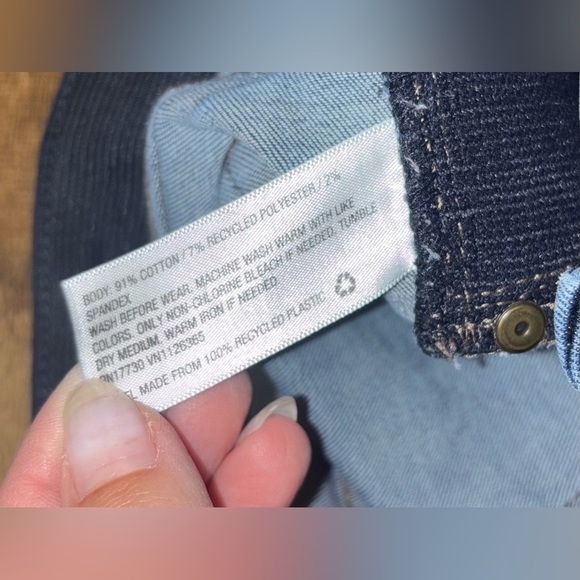 BODY: 91% COTTON / 7% RECYCLED POLYESTER / 2%
SPANDEX
WASH BEFORE WEAR. MACHINE WASH WARM WITH LIKE
COLORS. ONLY NON-CHLORINE BLEACH IF NEEDED. TUMBLE
DRY MEDIUM. WARM IRON IF NEEDED
RN17730 VN1126365
MADE FROM 100% RECYCLED PLASTIC